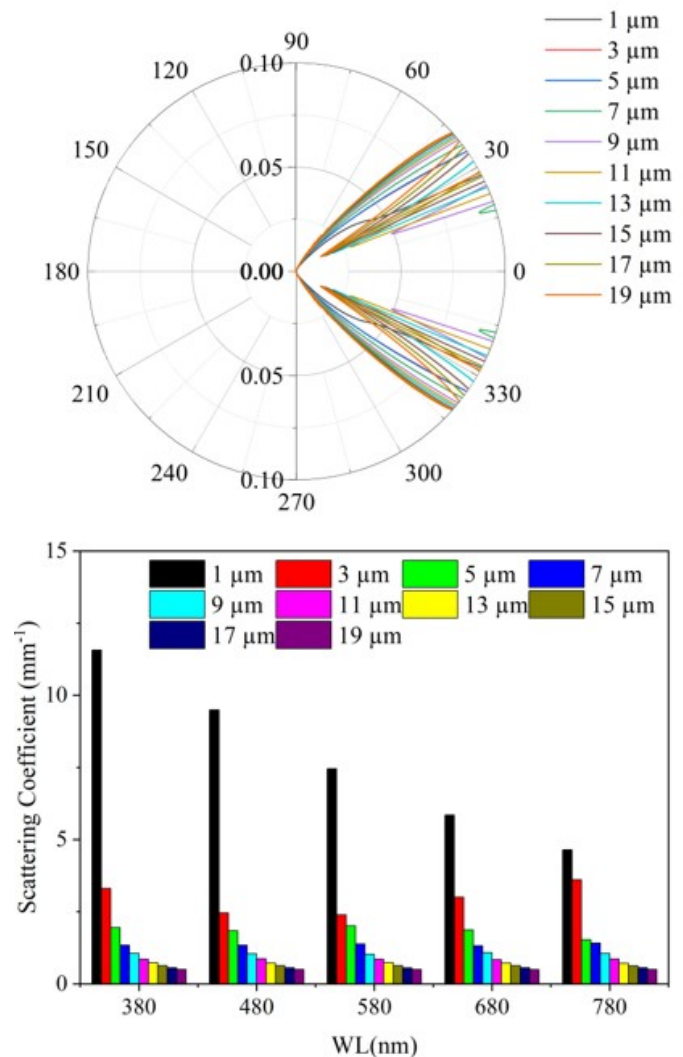 1 µm
3 µm
5 µm
7 µm
9 µm
11 µm
13 µm
15 µm
17 µm
19 µm
90
0.10
120
60
150
0.05
30
180
0.00
0
210
0.05
330
240
300
0.10
270
15
10
5
0
Scattering Coefficient (mm⁻¹)
1 µm 3 µm 5 µm 7 µm
9 µm 11 µm 13 µm 15 µm
17 µm 19 µm
380 480 580 680 780
WL(nm)